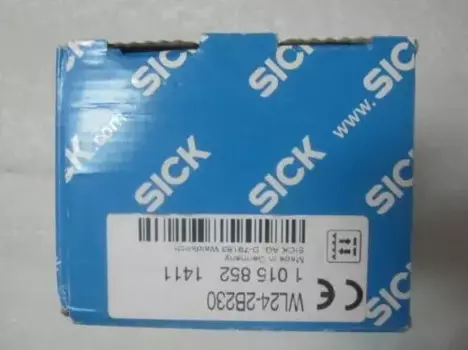 SICK
SICK
SICK
SICK
www.sick.com
WL24-2B230
1 015 852 1411
Made in Germany
SICK AG, D-79183 Waldkirch
CE